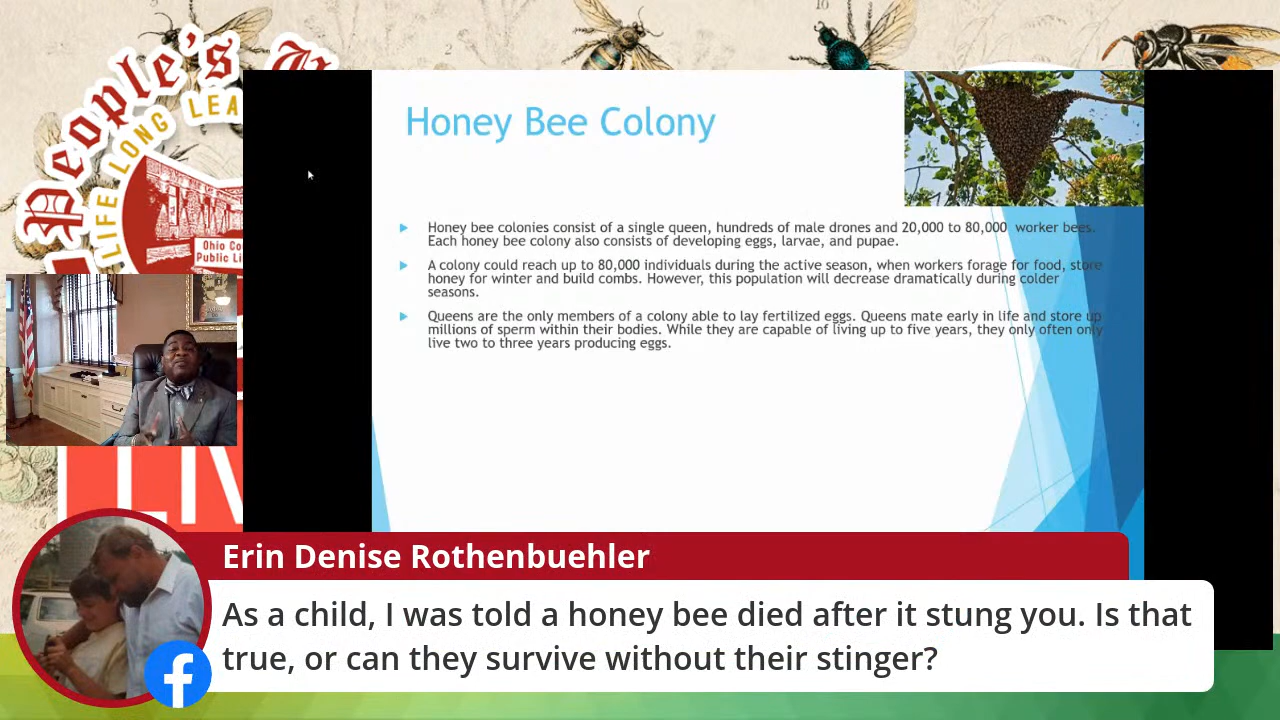 People's
LIFE LONG LEA
Ohio Co
Public Li
10
2
Honey Bee Colony
Honey bee colonies consist of a single queen, hundreds of male drones and 20,000 to 80,000 worker bees.
Each honey bee colony also consists of developing eggs, larvae, and pupae.
A colony could reach up to 80,000 individuals during the active season, when workers forage for food, store
honey for winter and build combs. However, this population will decrease dramatically during colder
seasons.
Queens are the only members of a colony able to lay fertilized eggs. Queens mate early in life and store up
millions of sperm within their bodies. While they are capable of living up to five years, they only often only
live two to three years producing eggs.
Erin Denise Rothenbuehler
As a child, I was told a honey bee died after it stung you. Is that
true, or can they survive without their stinger?